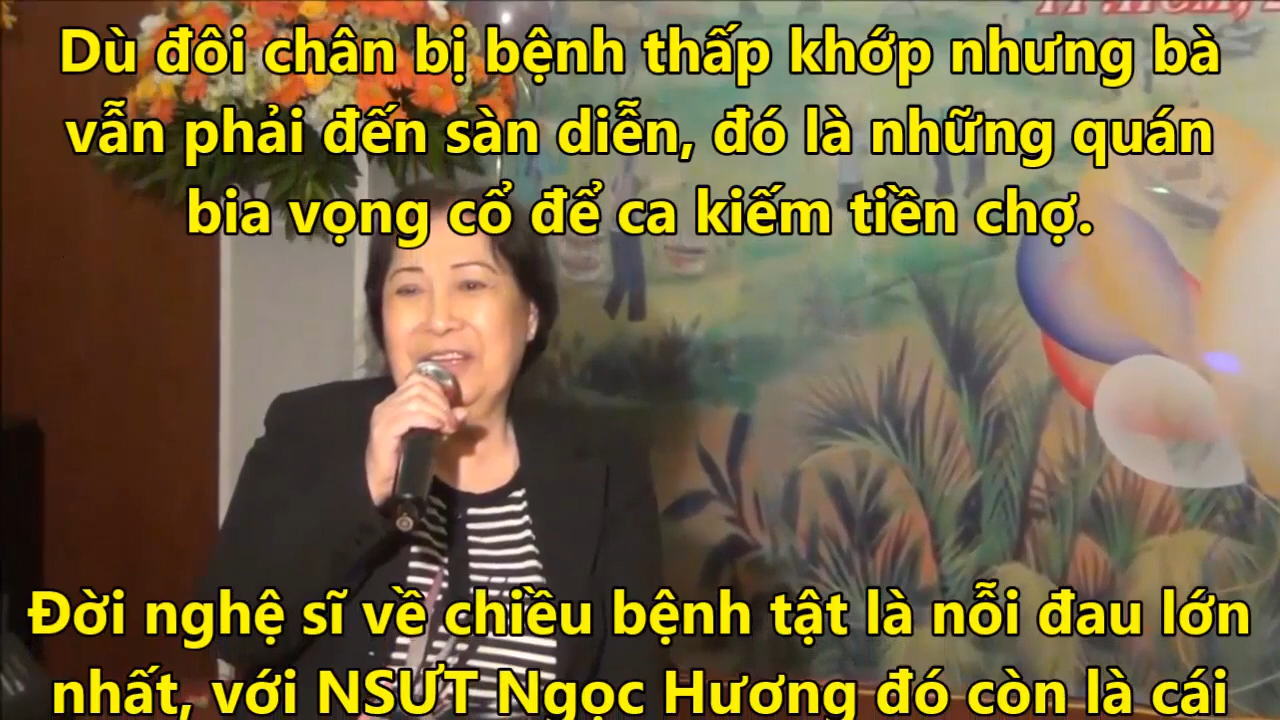 Dù đôi chân bị bệnh thấp khớp nhưng bà
vẫn phải đến sàn diễn, đó là những quán
bia vọng cổ để ca kiếm tiền chợ.
Đời nghệ sĩ về chiều bệnh tật là nỗi đau lớn
nhất, với NSƯT Ngọc Hương đó còn là cái